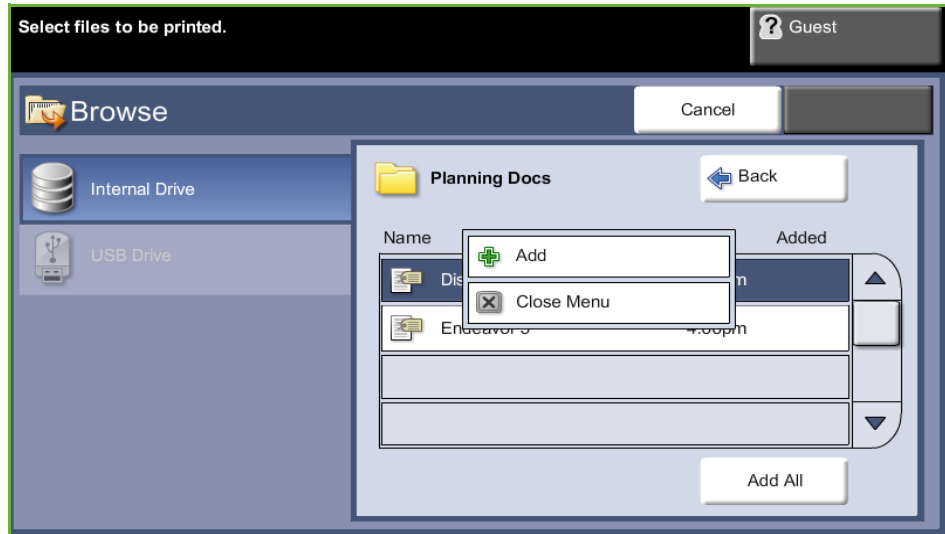 Select files to be printed.
Guest
Browse
Cancel
Internal Drive
USB Drive
Planning Docs
Back
Name
Added
Add
Close Menu
Add All